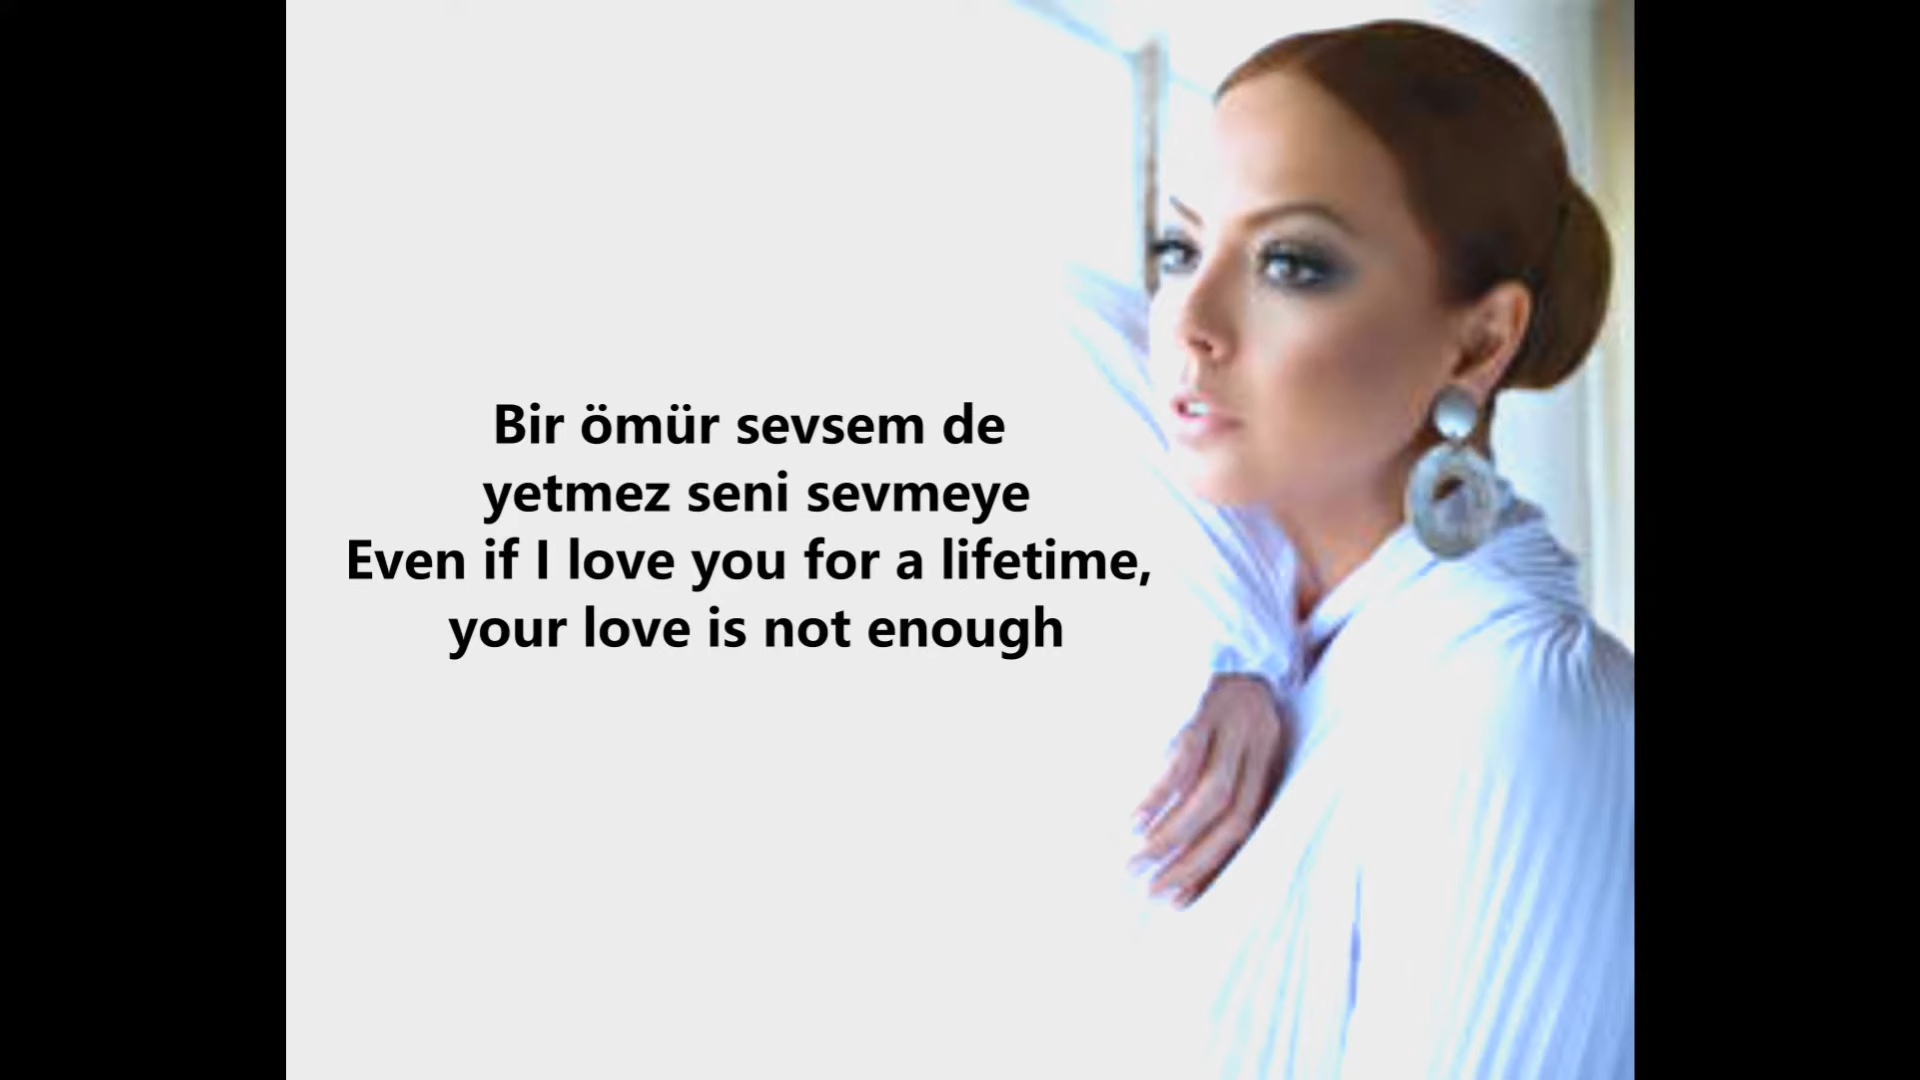 Bir ömür sevsem de
yetmez seni sevmeye
Even if I love you for a lifetime,
your love is not enough